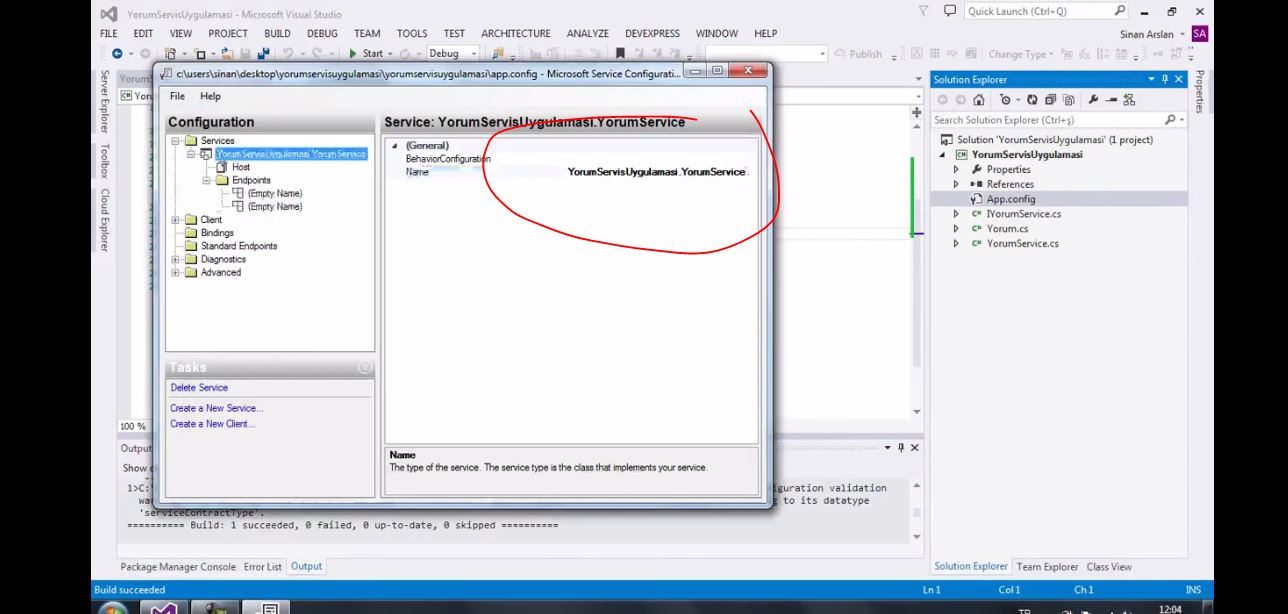 YorumServisUygulamasi - Microsoft Visual Studio
Quick Launch (Ctrl+Q)
FILE EDIT VIEW PROJECT BUILD DEBUG TEAM TOOLS TEST ARCHITECTURE ANALYZE DEVEXPRESS WINDOW HELP
Sinan Arslan SA
Start Debug Publish Change Type
c:\users\sinan\desktop\yorumservisuygulamasi\yorumservisuygulamasi\app.config - Microsoft Service Configurati...
File Help
Configuration
Services
YorumServisUygulamasi.YorumService
Host
Endpoints
(Empty Name)
(Empty Name)
Client
Bindings
Standard Endpoints
Diagnostics
Advanced
Tasks
Delete Service
Create a New Service...
Create a New Client...
Service: YorumServisUygulamasi.YorumService
(General)
BehaviorConfiguration
Name YorumServisUygulamasi.YorumService
Name
The type of the service. The service type is the class that implements your service.
Server Explorer
Toolbox
Cloud Explorer
100 %
Output
Show
1>C:
iguration validation
g to its datatype
'serviceContractType'.
========== Build: 1 succeeded, 0 failed, 0 up-to-date, 0 skipped ==========
Package Manager Console Error List Output
Solution Explorer
Search Solution Explorer (Ctrl+ş)
Solution 'YorumServisUygulamasi' (1 project)
YorumServisUygulamasi
Properties
References
App.config
IYorumService.cs
Yorum.cs
YorumService.cs
Solution Explorer Team Explorer Class View
Properties
Build succeeded Ln 1 Col 1 Ch 1 INS
TR 12:04